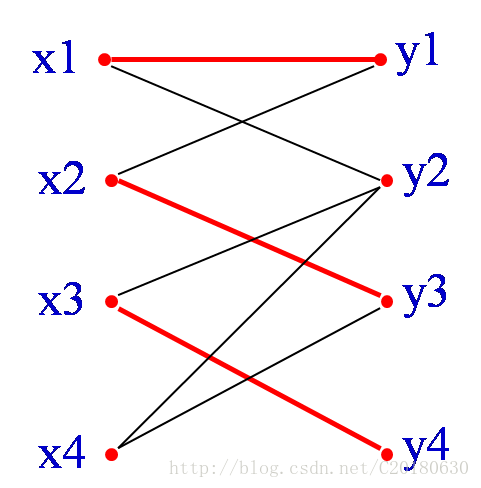 x1 y1
x2 y2
x3 y3
x4 y4
http://blog.csdn.net/C20180630